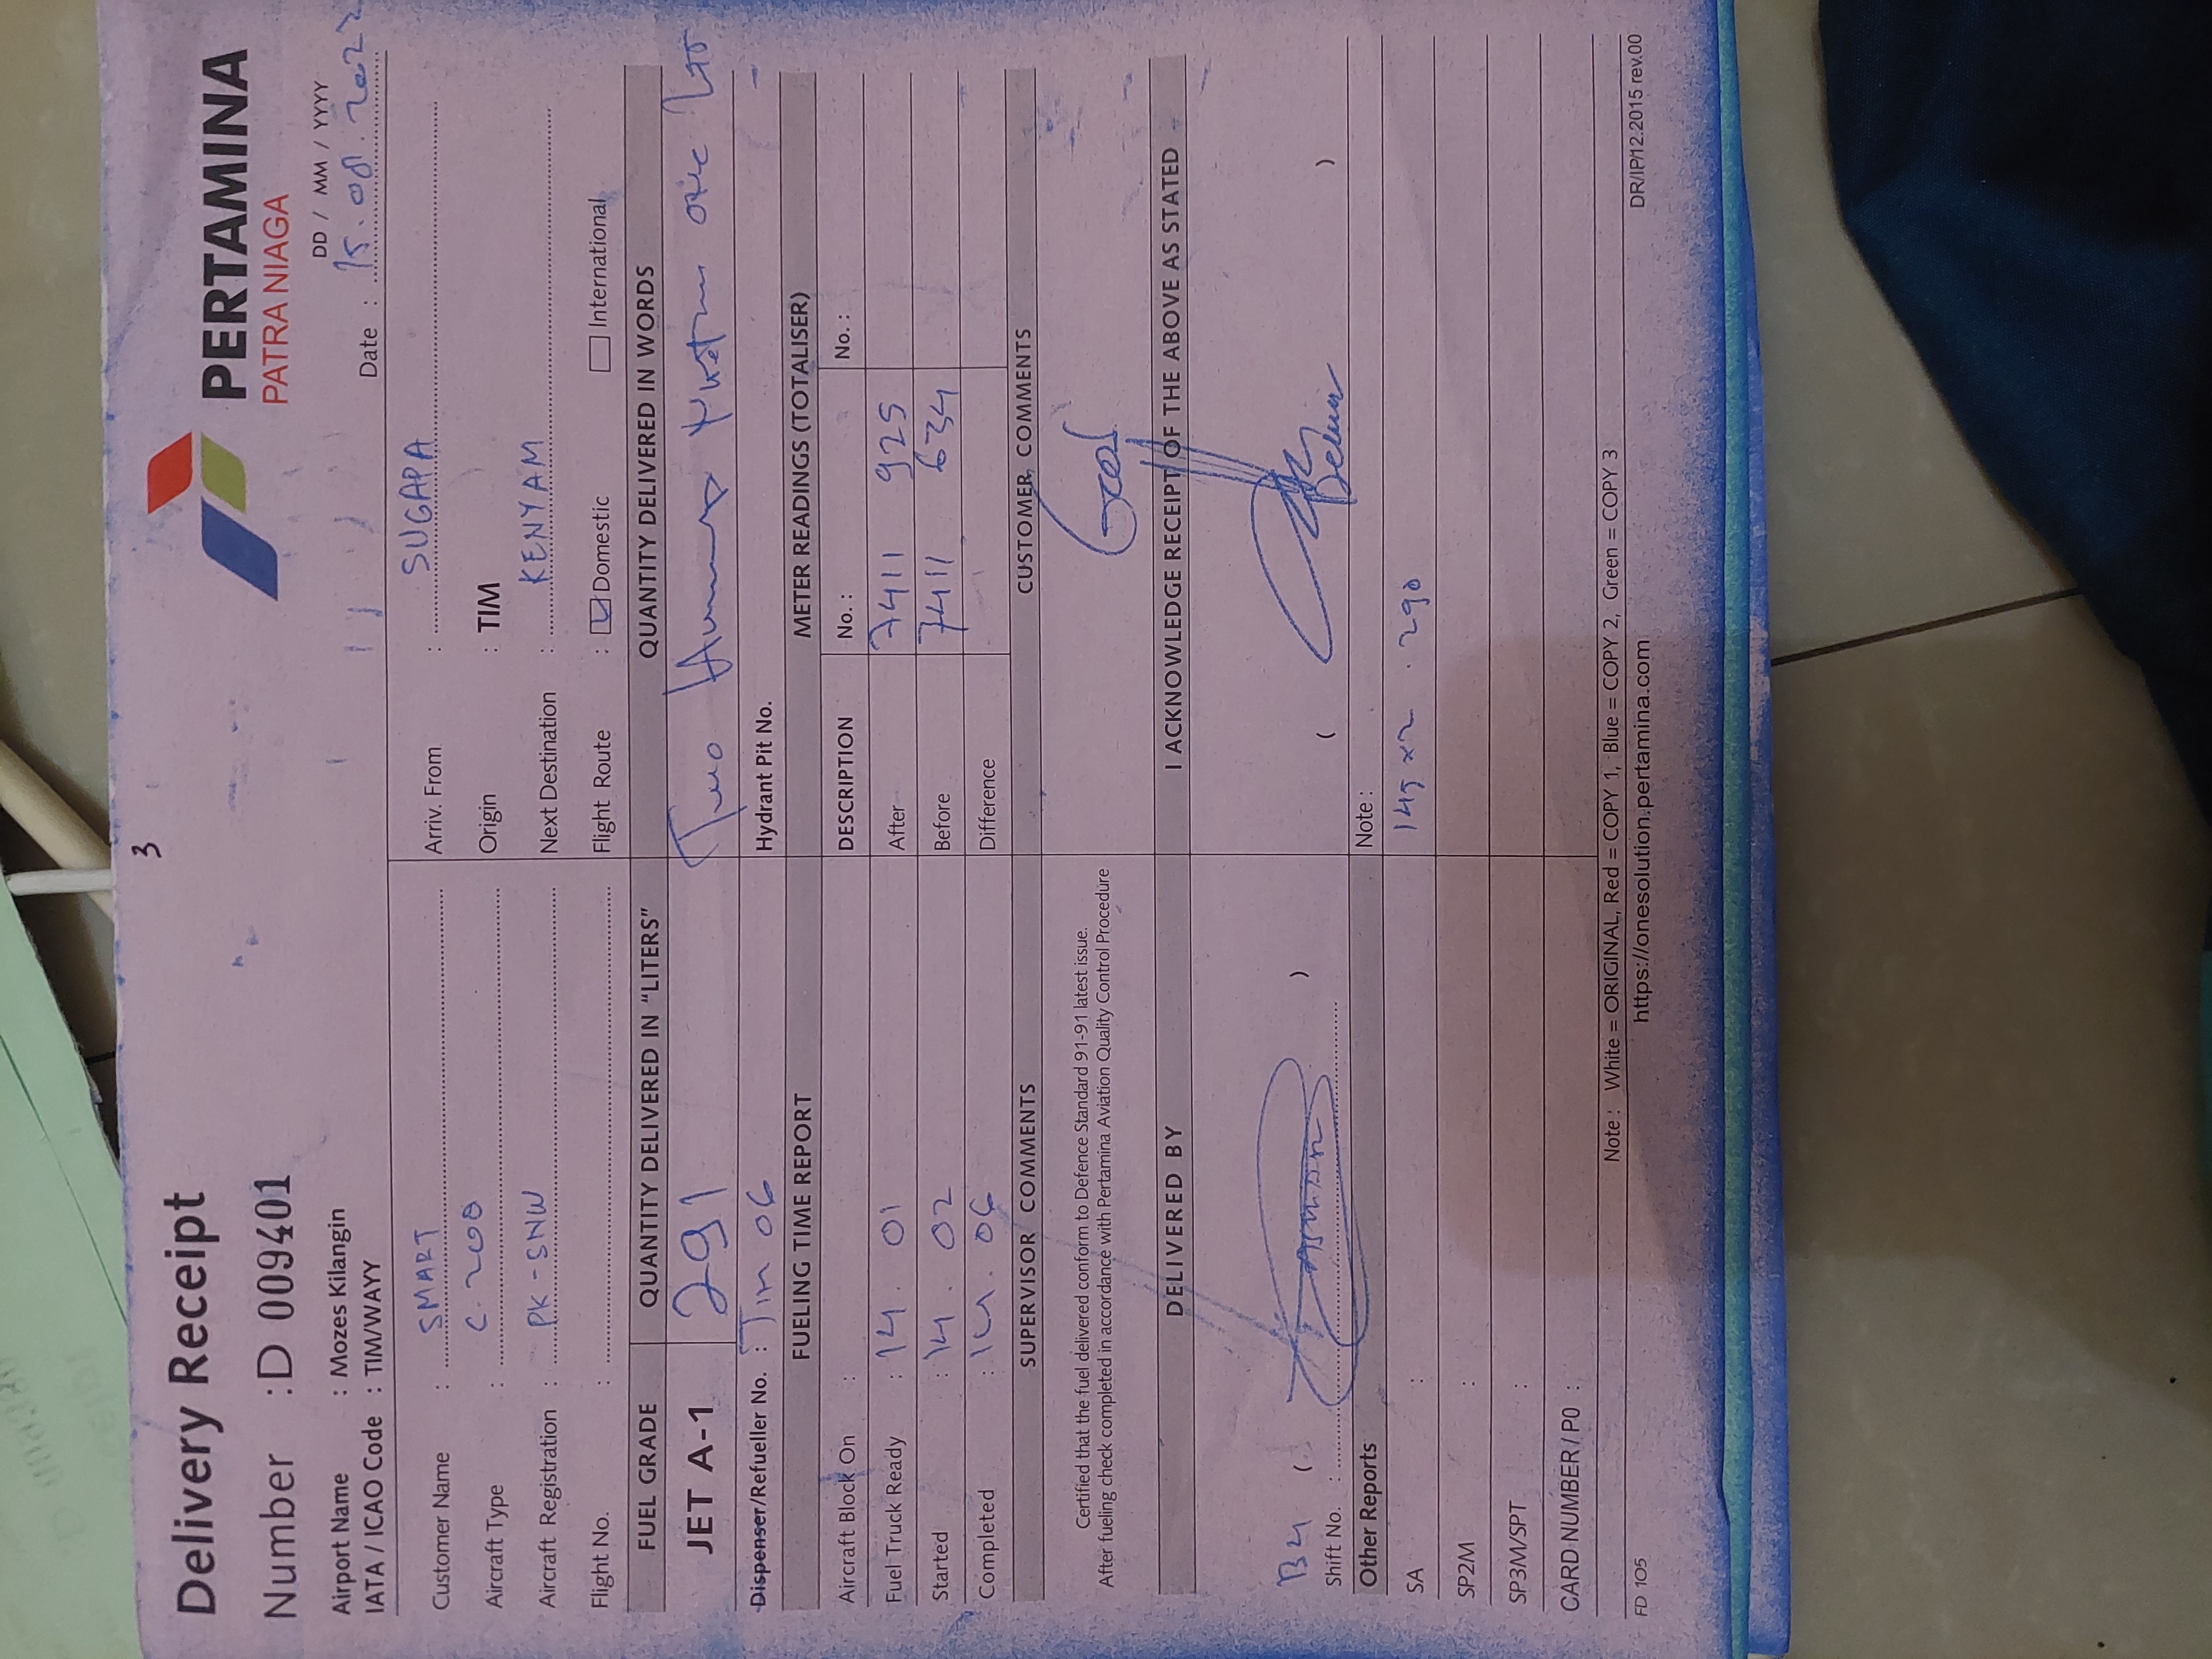 3
Delivery Receipt
PERTAMINA
PATRA NIAGA
Number : D 009401
DD / MM / YYYY
Airport Name : Mozes Kilangin
IATA / ICAO Code : TIM/WAYY
Date : 15.08.2022
Customer Name : SMART
Arriv. From : SUGAPA
Aircraft Type : C.208
Origin : TIM
Aircraft Registration : PK-SNW
Next Destination : KENYAM
Flight No. :
Flight Route : Domestic International
FUEL GRADE QUANTITY DELIVERED IN "LITERS" QUANTITY DELIVERED IN WORDS
JET A-1 291 Two one
Dispenser/Refueller No. : Tim 06 Hydrant Pit No. -
FUELING TIME REPORT METER READINGS (TOTALISER)
Aircraft Block On : DESCRIPTION No. : No. :
Fuel Truck Ready : 14.01 After 7411 925
Started : 14.02 Before 7411 634
Completed : 14.06 Difference
SUPERVISOR COMMENTS CUSTOMER COMMENTS
Certified that the fuel delivered conform to Defence Standard 91-91 latest issue.
After fueling check completed in accordance with Pertamina Aviation Quality Control Procedure
Good
DELIVERED BY I ACKNOWLEDGE RECEIPT OF THE ABOVE AS STATED
B4 ( ) ( )
Shift No. :
Other Reports Note :
SA : 145 x 2 . 290
SP2M :
SP3M/SPT :
CARD NUMBER / PO :
Note : White = ORIGINAL, Red = COPY 1, Blue = COPY 2, Green = COPY 3
FD 105 https://onesolution.pertamina.com DR/IP/12.2015 rev.00